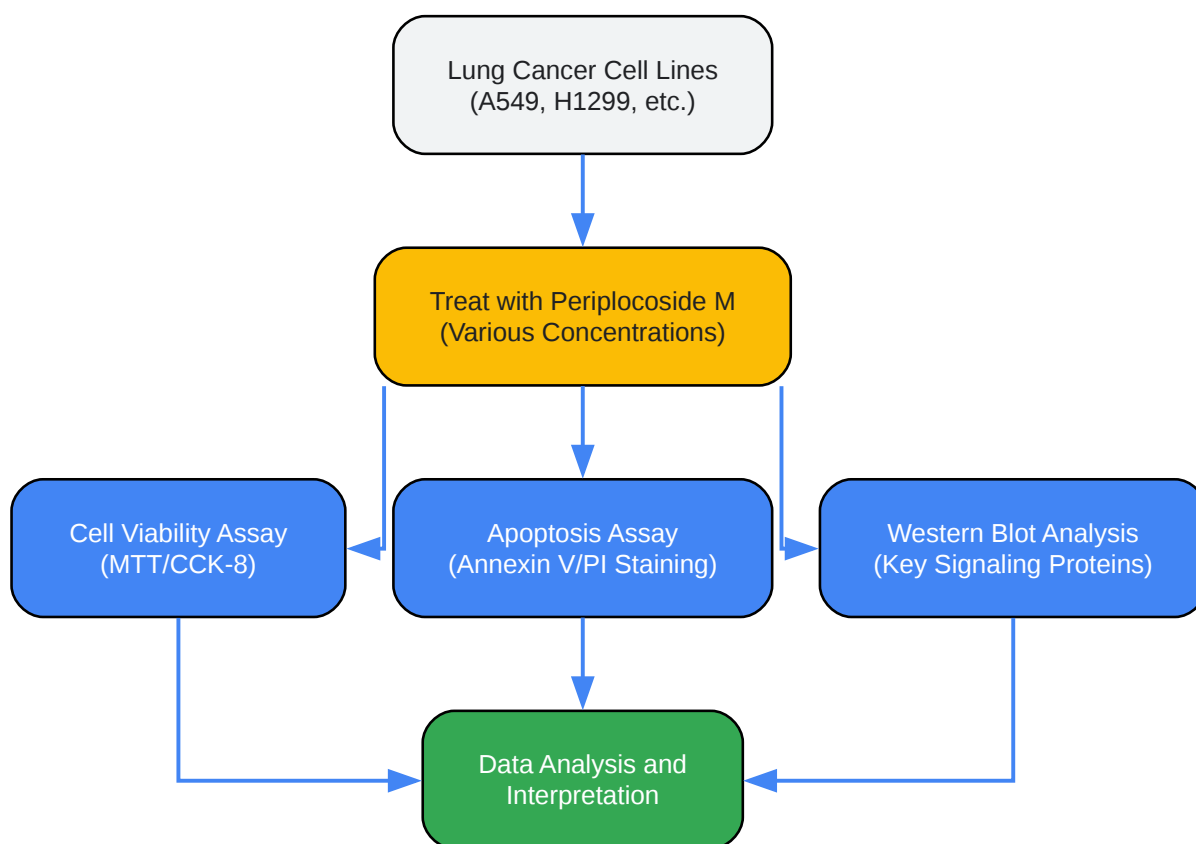 Lung Cancer Cell Lines
(A549, H1299, etc.)
Treat with Periplocoside M
(Various Concentrations)
Cell Viability Assay
(MTT/CCK-8)
Apoptosis Assay
(Annexin V/PI Staining)
Western Blot Analysis
(Key Signaling Proteins)
Data Analysis and
Interpretation